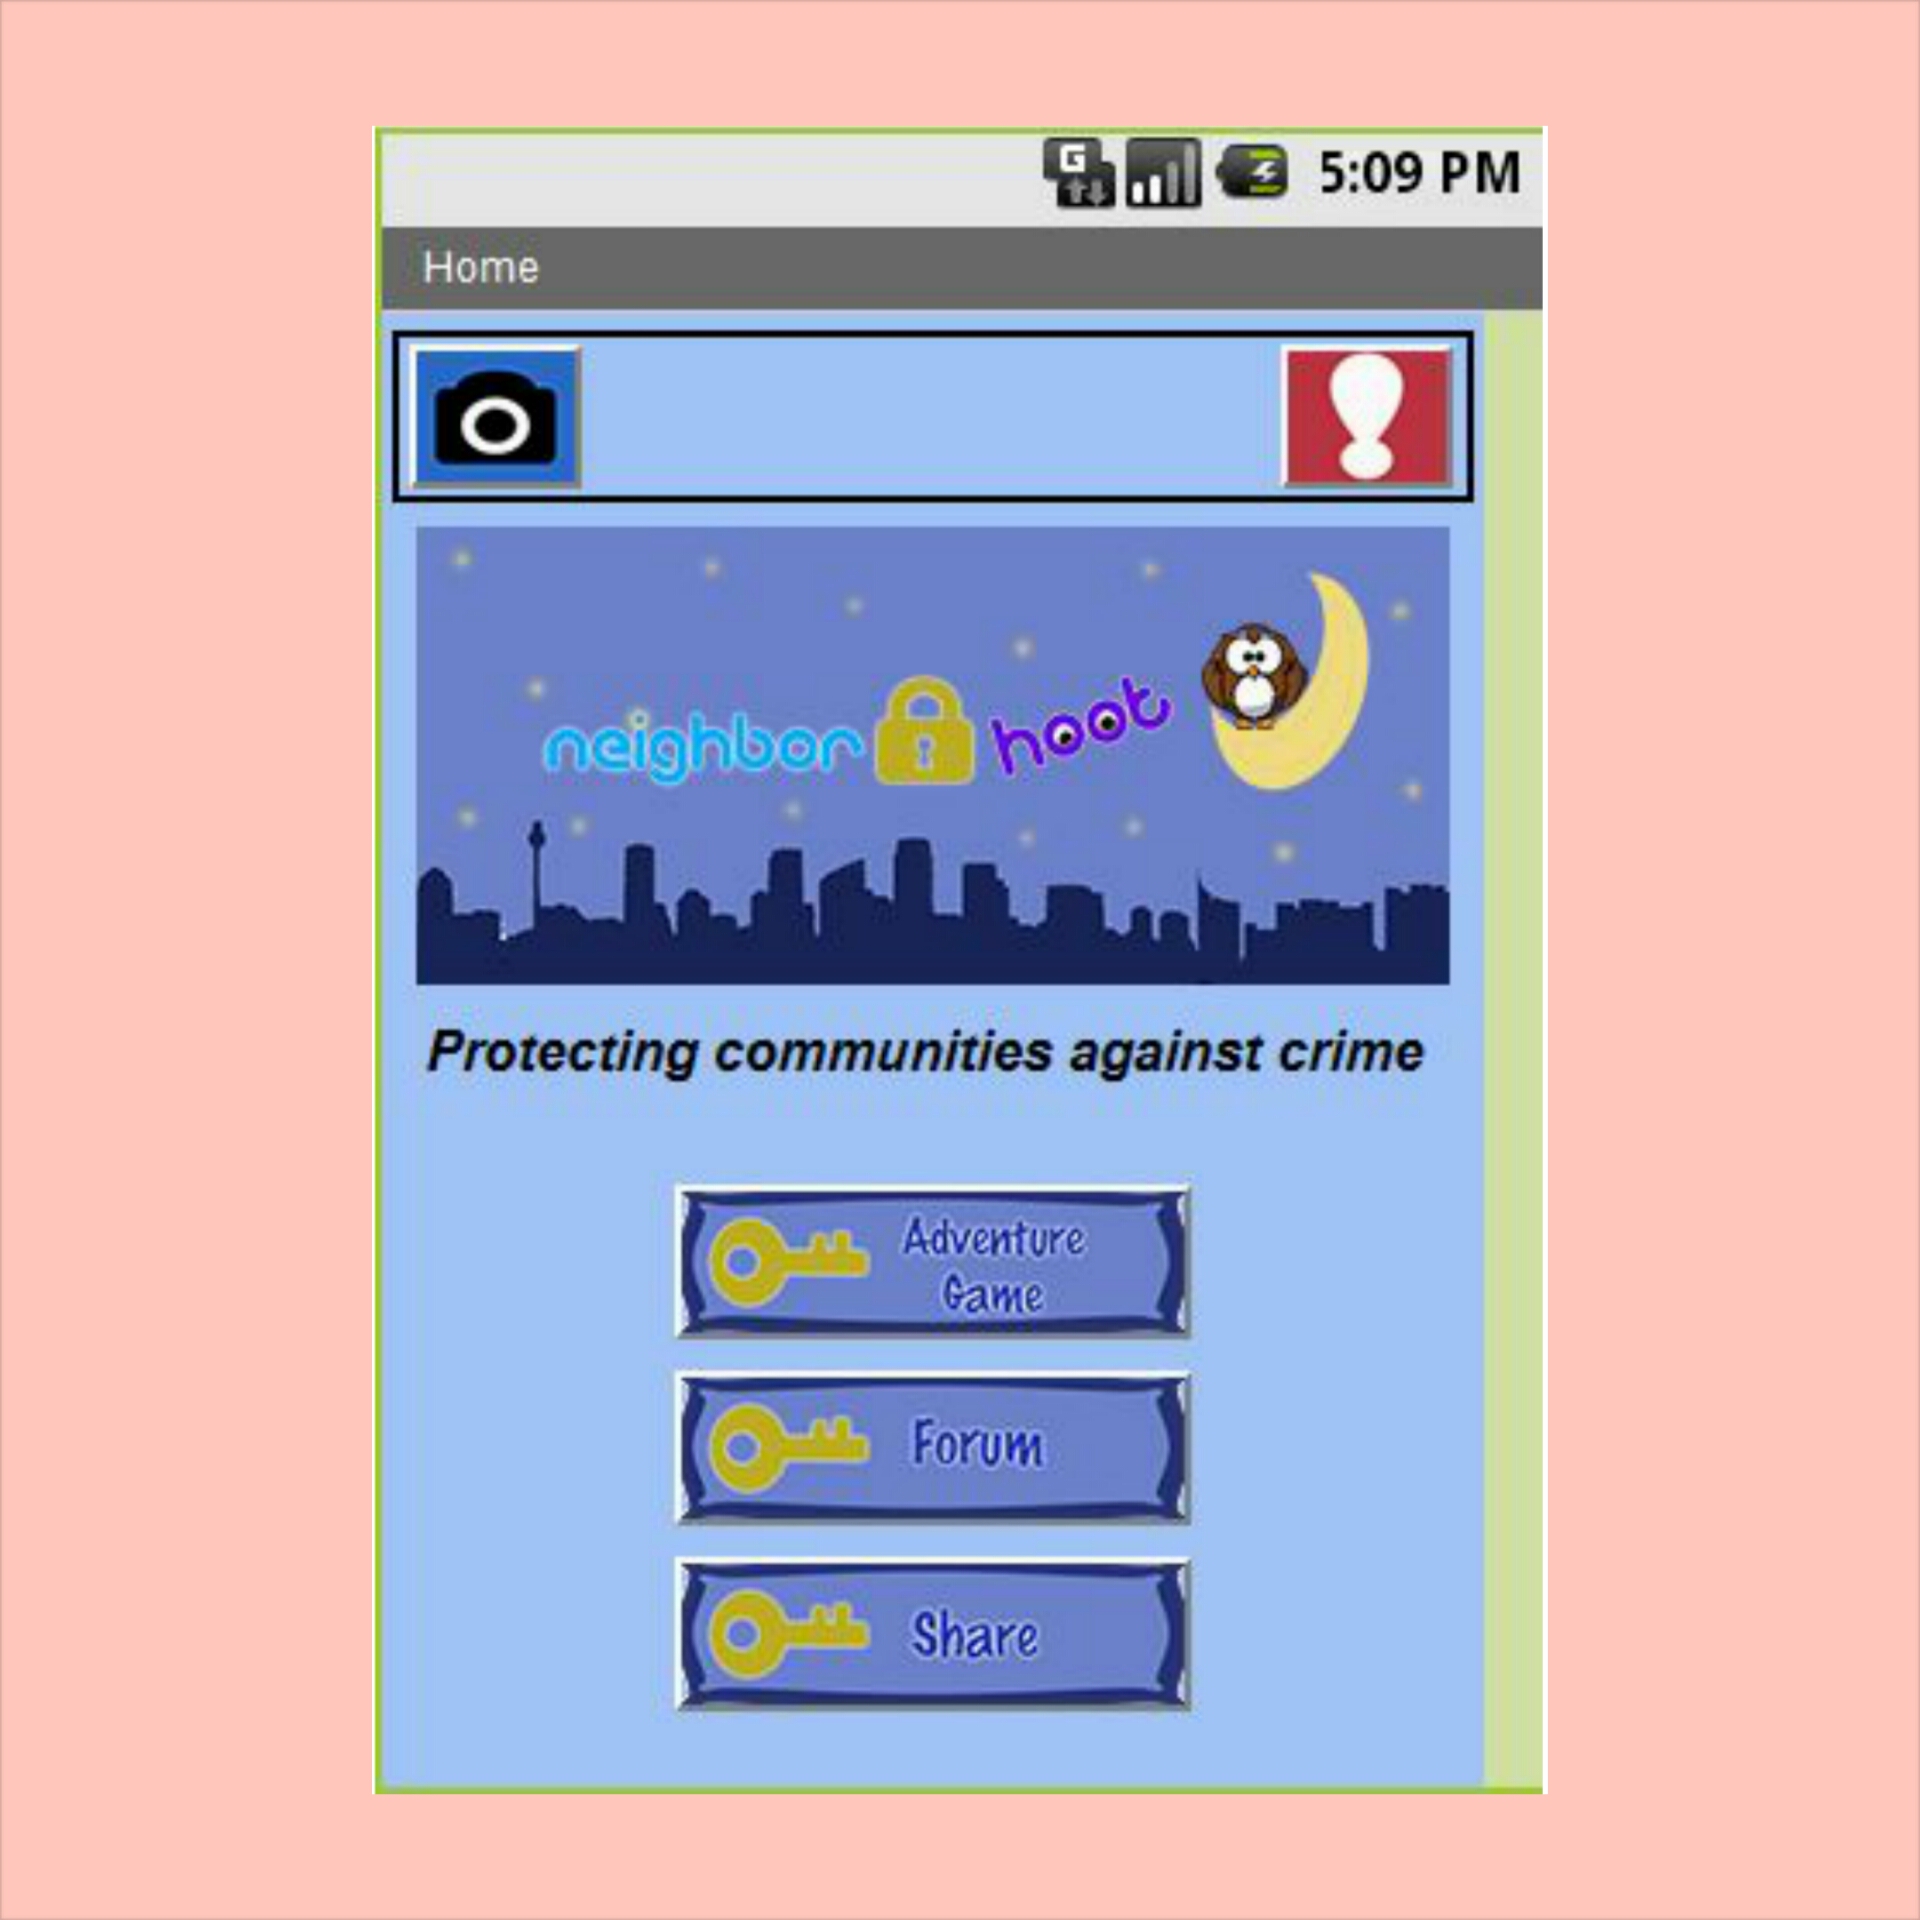 5:09 PM
Home
neighbor hoot
Protecting communities against crime
Adventure
Game
Forum
Share